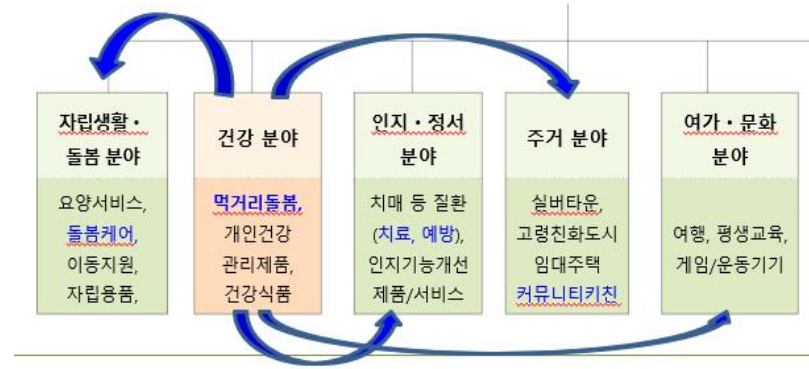 자립생활·
돌봄 분야
요양서비스,
돌봄케어,
이동지원,
자립용품,
건강 분야
먹거리돌봄,
개인건강
관리제품,
건강식품
인지·정서
분야
치매 등 질환
(치료, 예방),
인지기능개선
제품/서비스
주거 분야
실버타운,
고령친화도시
임대주택
커뮤니티키친
여가·문화
분야
여행, 평생교육,
게임/운동기기